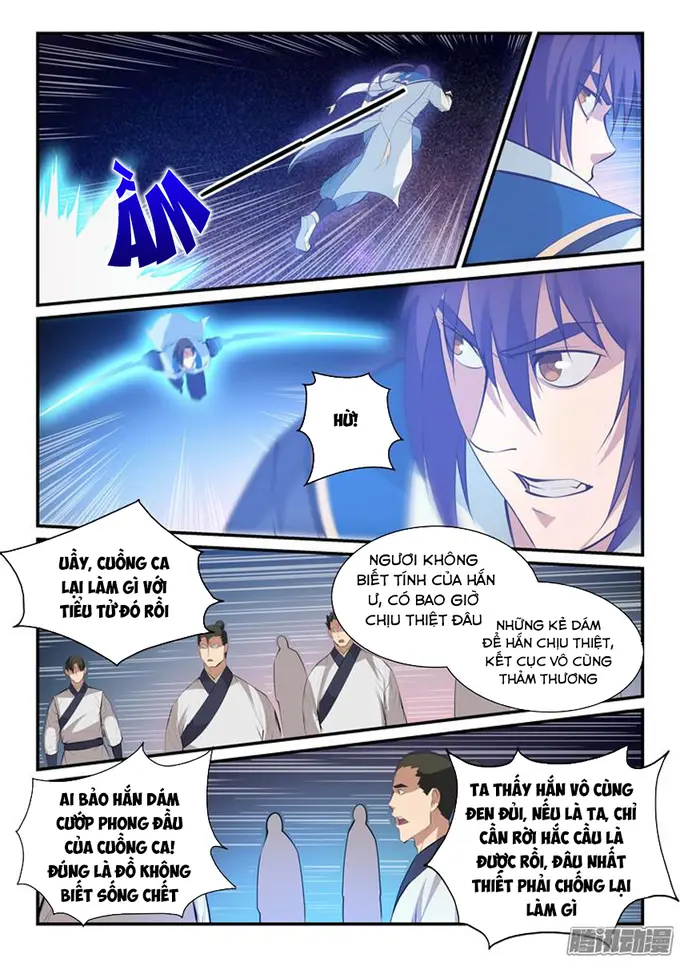 ẦM
HỪ!
UẦY, CUỒNG CA
LẠI LÀM GÌ VỚI
TIỂU TỬ ĐÓ RỒI
NGƯƠI KHÔNG
BIẾT TÍNH CỦA HẮN
Ư, CÓ BAO GIỜ
CHỊU THIỆT ĐÂU
NHỮNG KẺ DÁM
ĐỂ HẮN CHỊU THIỆT,
KẾT CỤC VÔ CÙNG
THẢM THƯƠNG
AI BẢO HẮN DÁM
CƯỚP PHONG ĐẦU
CỦA CUỒNG CA!
ĐÚNG LÀ ĐỒ KHÔNG
BIẾT SỐNG CHẾT
TA THẤY HẮN VÔ CÙNG
ĐEN ĐỦI, NẾU LÀ TA, CHỈ
CẦN RỜI HẮC CẦU LÀ
ĐƯỢC RỒI, ĐÂU NHẤT
THIẾT PHẢI CHỐNG LẠI
LÀM GÌ
腾讯动漫